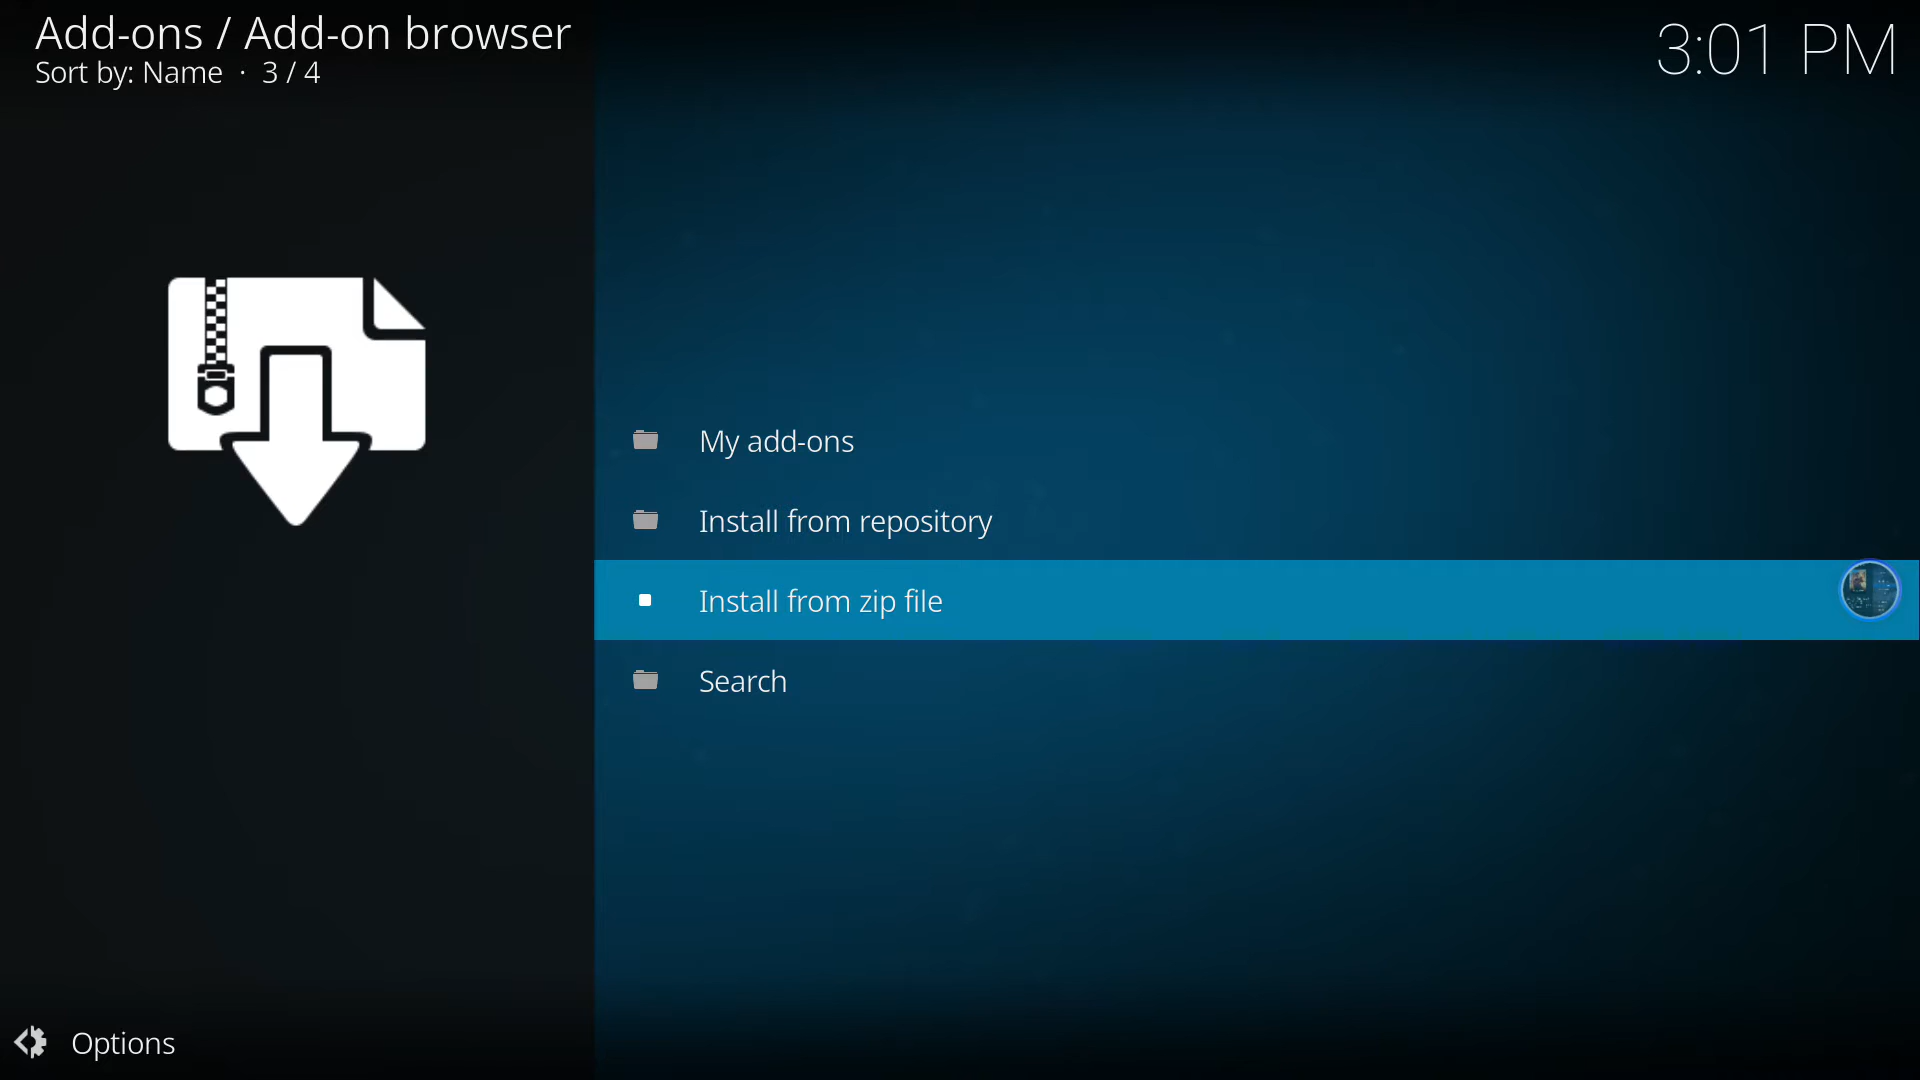 Add-ons / Add-on browser
Sort by: Name · 3 / 4
3:01 PM
My add-ons
Install from repository
Install from zip file
Search
Options